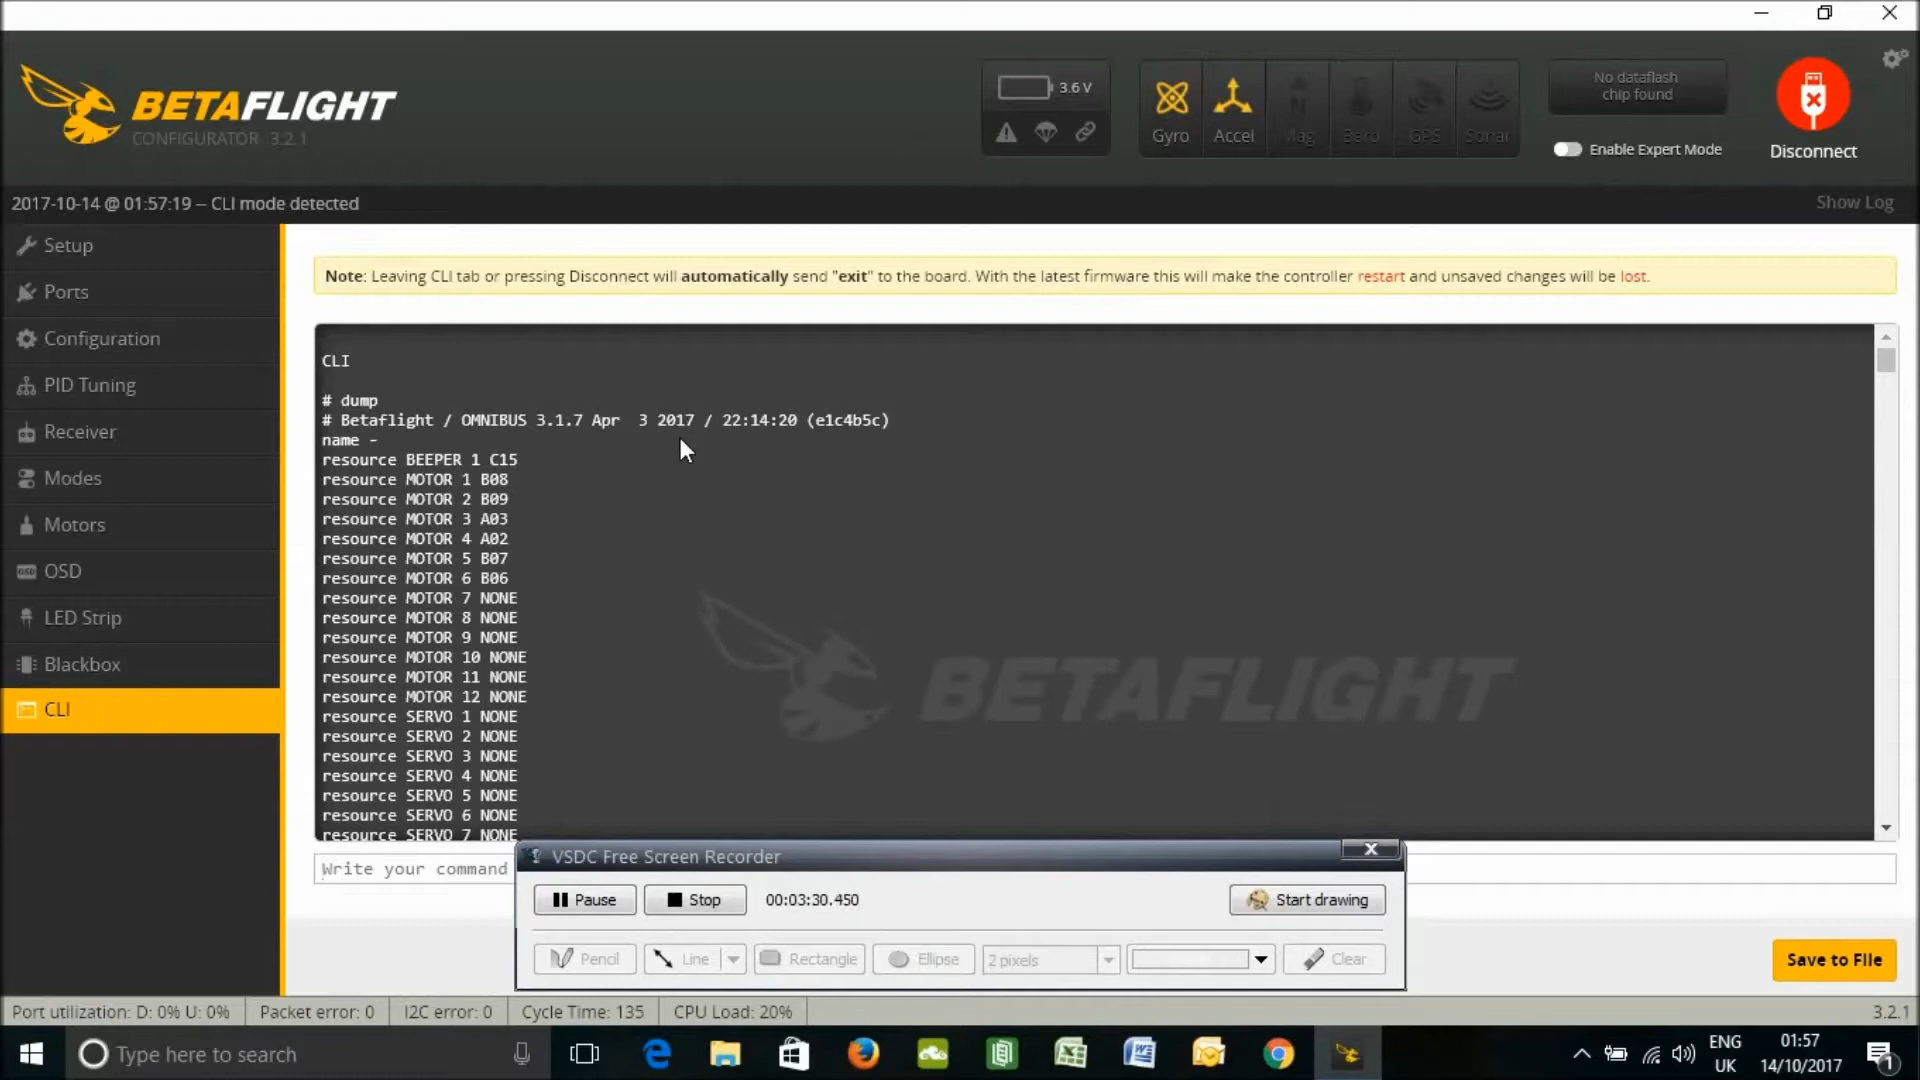 BETAFLIGHT
CONFIGURATOR 3.2.1
3.6 V
Gyro
Accel
Mag
Baro
GPS
Sonar
No dataflash
chip found
Enable Expert Mode
Disconnect
2017-10-14 @ 01:57:19 -- CLI mode detected
Show Log
Setup
Ports
Configuration
PID Tuning
Receiver
Modes
Motors
OSD
LED Strip
Blackbox
CLI
Note: Leaving CLI tab or pressing Disconnect will automatically send "exit" to the board. With the latest firmware this will make the controller restart and unsaved changes will be lost.
CLI
# dump
# Betaflight / OMNIBUS 3.1.7 Apr  3 2017 / 22:14:20 (e1c4b5c)
name -
resource BEEPER 1 C15
resource MOTOR 1 B08
resource MOTOR 2 B09
resource MOTOR 3 A03
resource MOTOR 4 A02
resource MOTOR 5 B07
resource MOTOR 6 B06
resource MOTOR 7 NONE
resource MOTOR 8 NONE
resource MOTOR 9 NONE
resource MOTOR 10 NONE
resource MOTOR 11 NONE
resource MOTOR 12 NONE
resource SERVO 1 NONE
resource SERVO 2 NONE
resource SERVO 3 NONE
resource SERVO 4 NONE
resource SERVO 5 NONE
resource SERVO 6 NONE
resource SERVO 7 NONE
BETAFLIGHT
Write your command
VSDC Free Screen Recorder
Pause
Stop
00:03:30.450
Start drawing
Pencil
Line
Rectangle
Ellipse
2 pixels
Clear
Save to File
Port utilization: D: 0% U: 0%
Packet error: 0
I2C error: 0
Cycle Time: 135
CPU Load: 20%
3.2.1
Type here to search
ENG
UK
01:57
14/10/2017
1